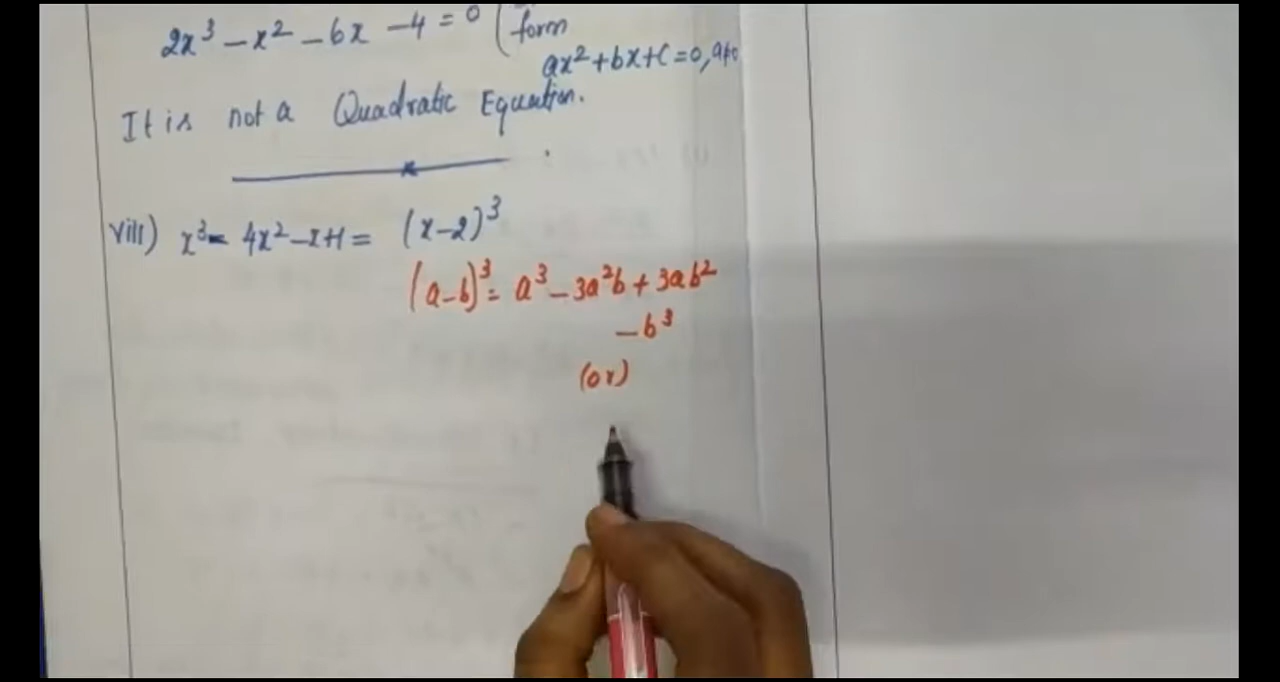 2x³ – x² – 6x – 4 = 0 ( form
ax² + bx + c = 0, a≠0
It is not a Quadratic Equation.
viii) x³ – 4x² – x + 1 = (x – 2)³
(a – b)³ = a³ – 3a²b + 3ab²
– b³
(or)